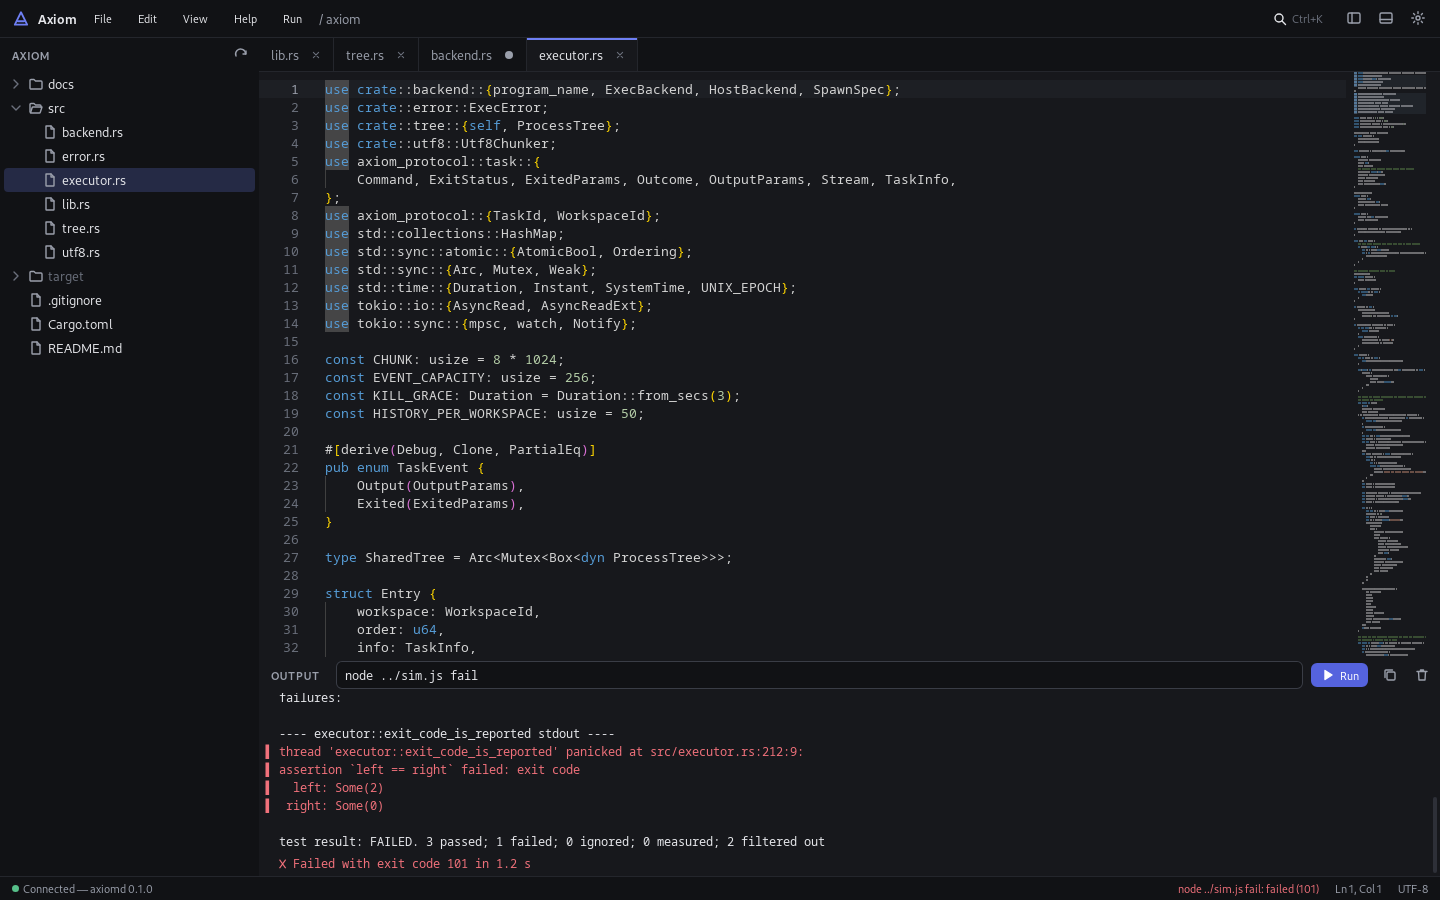 Axiom File Edit View Help Run / axiom Ctrl+K
AXIOM
docs
src
backend.rs
error.rs
executor.rs
lib.rs
tree.rs
utf8.rs
target
.gitignore
Cargo.toml
README.md
lib.rs × tree.rs × backend.rs executor.rs ×
1 use crate::backend::{program_name, ExecBackend, HostBackend, SpawnSpec};
2 use crate::error::ExecError;
3 use crate::tree::{self, ProcessTree};
4 use crate::utf8::Utf8Chunker;
5 use axiom_protocol::task::{
6 Command, ExitStatus, ExitedParams, Outcome, OutputParams, Stream, TaskInfo,
7 };
8 use axiom_protocol::{TaskId, WorkspaceId};
9 use std::collections::HashMap;
10 use std::sync::atomic::{AtomicBool, Ordering};
11 use std::sync::{Arc, Mutex, Weak};
12 use std::time::{Duration, Instant, SystemTime, UNIX_EPOCH};
13 use tokio::io::{AsyncRead, AsyncReadExt};
14 use tokio::sync::{mpsc, watch, Notify};
15
16 const CHUNK: usize = 8 * 1024;
17 const EVENT_CAPACITY: usize = 256;
18 const KILL_GRACE: Duration = Duration::from_secs(3);
19 const HISTORY_PER_WORKSPACE: usize = 50;
20
21 #[derive(Debug, Clone, PartialEq)]
22 pub enum TaskEvent {
23 Output(OutputParams),
24 Exited(ExitedParams),
25 }
26
27 type SharedTree = Arc<Mutex<Box<dyn ProcessTree>>>;
28
29 struct Entry {
30 workspace: WorkspaceId,
31 order: u64,
32 info: TaskInfo,
OUTPUT node ../sim.js fail Run
failures:
---- executor::exit_code_is_reported stdout ----
thread 'executor::exit_code_is_reported' panicked at src/executor.rs:212:9:
assertion `left == right` failed: exit code
left: Some(2)
right: Some(0)
test result: FAILED. 3 passed; 1 failed; 0 ignored; 0 measured; 2 filtered out
X Failed with exit code 101 in 1.2 s
Connected — axiomd 0.1.0 node ../sim.js fail: failed (101) Ln 1, Col 1 UTF-8